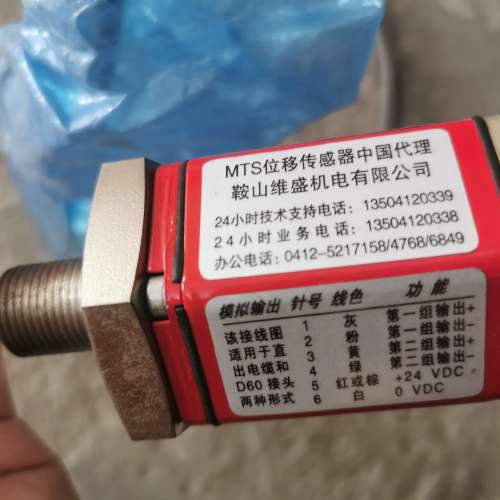 MTS位移传感器中国代理
鞍山维盛机电有限公司
24小时技术支持电话：13504120339
24小时业务电话：13504120338
办公电话：0412-5217158/4768/6849
模拟输出 针号 线色 功能
该接线图 1 灰 第一组输出+
适用于直 2 粉 第一组输出-
出电缆和 3 黄 第二组输出+
D60 接头 4 绿 第二组输出-
两种形式 5 红或棕 +24 VDC
6 白 0 VDC